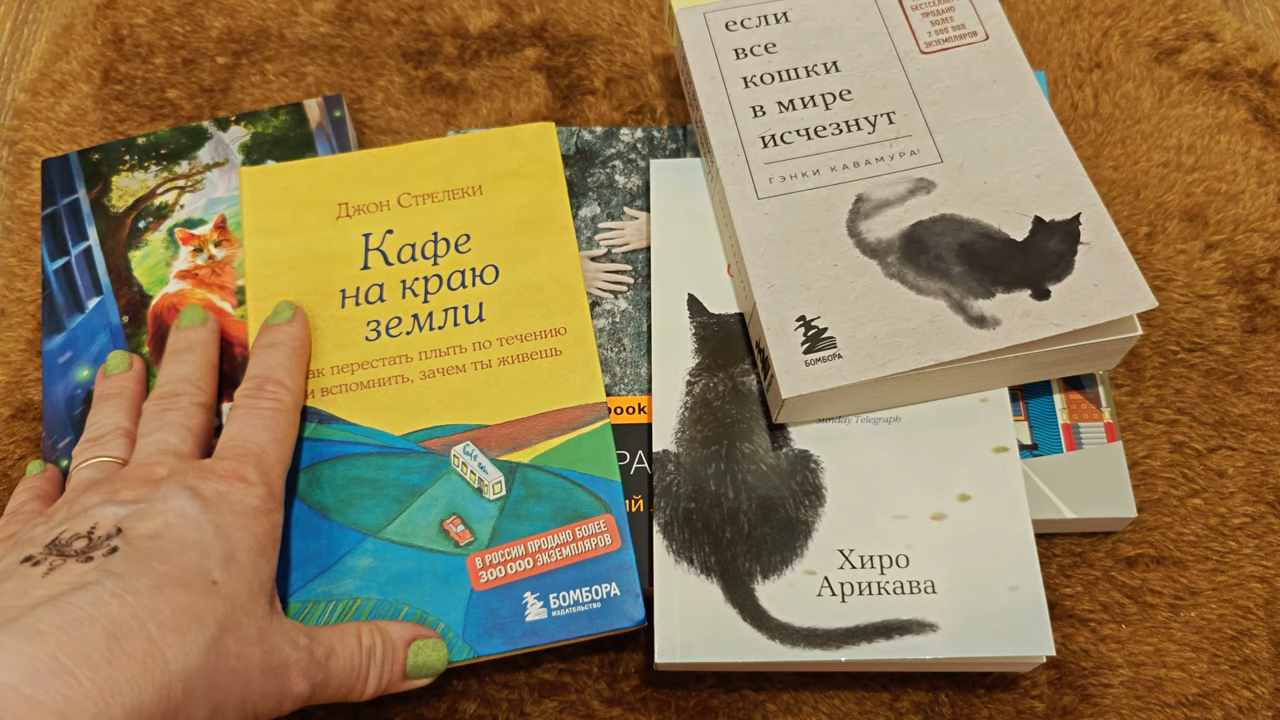 Джон Стрелеки
Кафе
на краю
земли
ак перестать плыть по течению
и вспомнить, зачем ты живешь
Cafe
В РОССИИ ПРОДАНО БОЛЕЕ
300 000 ЭКЗЕМПЛЯРОВ
БОМБОРА
ИЗДАТЕЛЬСТВО
book
РА
ИЙ
если
все
кошки
в мире
исчезнут
ГЭНКИ КАВАМУРА
БЕСТСЕЛЛЕР
ПРОДАНО
БОЛЕЕ
2 000 000
ЭКЗЕМПЛЯРОВ
БОМБОРА
Sunday Telegraph
Хиро
Арикава